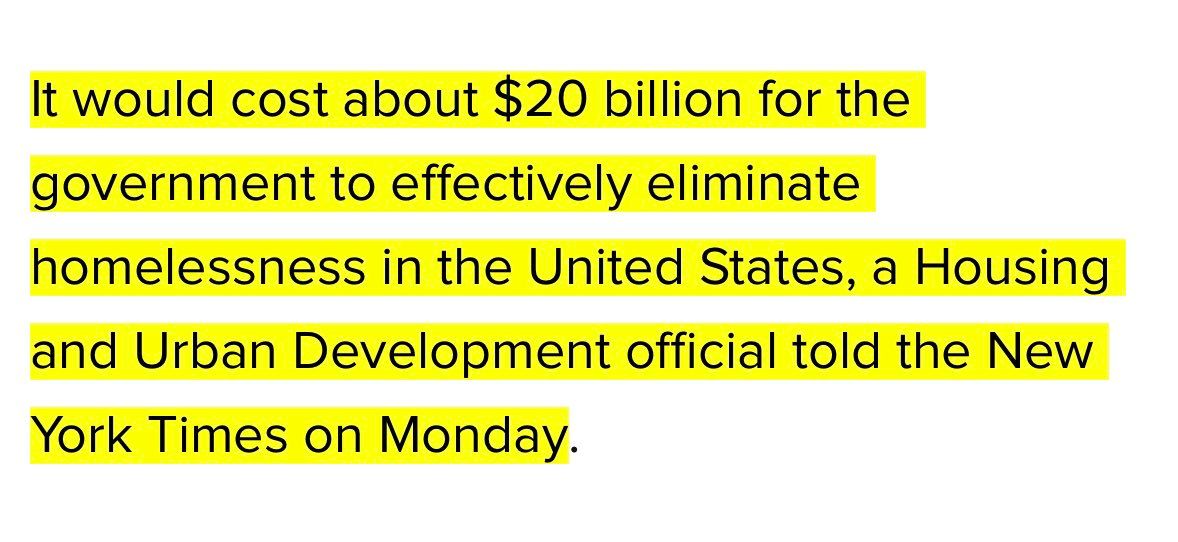 It would cost about $20 billion for the
government to effectively eliminate
homelessness in the United States, a Housing
and Urban Development official told the New
York Times on Monday.